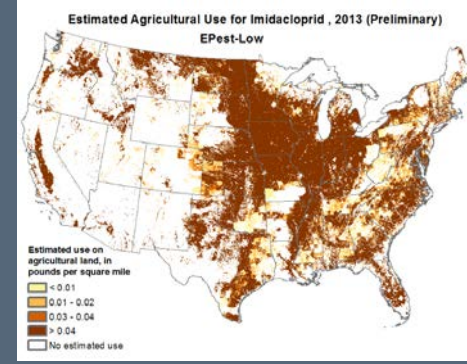 Estimated Agricultural Use for Imidacloprid , 2013 (Preliminary)
EPest-Low
Estimated use on
agricultural land, in
pounds per square mile
< 0.01
0.01 - 0.02
0.03 - 0.04
> 0.04
No estimated use